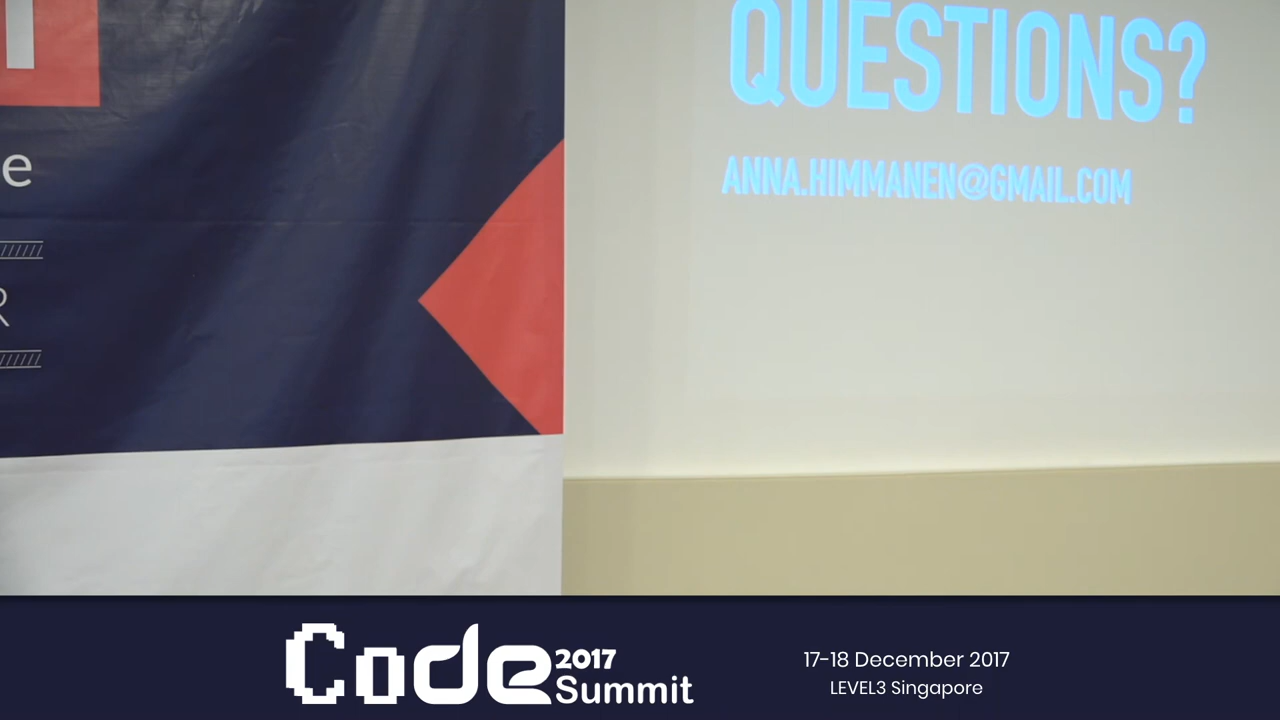 e
R
QUESTIONS?
ANNA.HIMMANEN@GMAIL.COM
Code 2017
Summit
17-18 December 2017
LEVEL3 Singapore